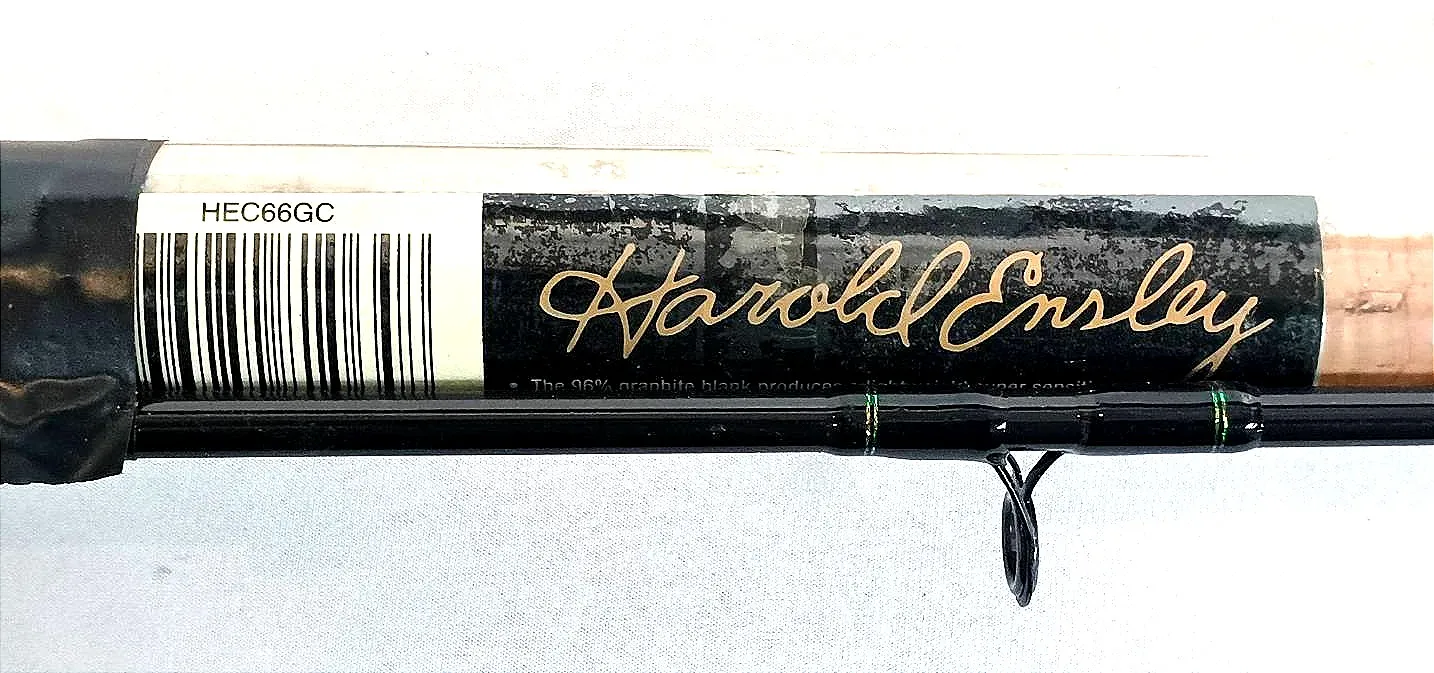 HEC66GC
Harold Ensley
• The 96% graphite blank produces